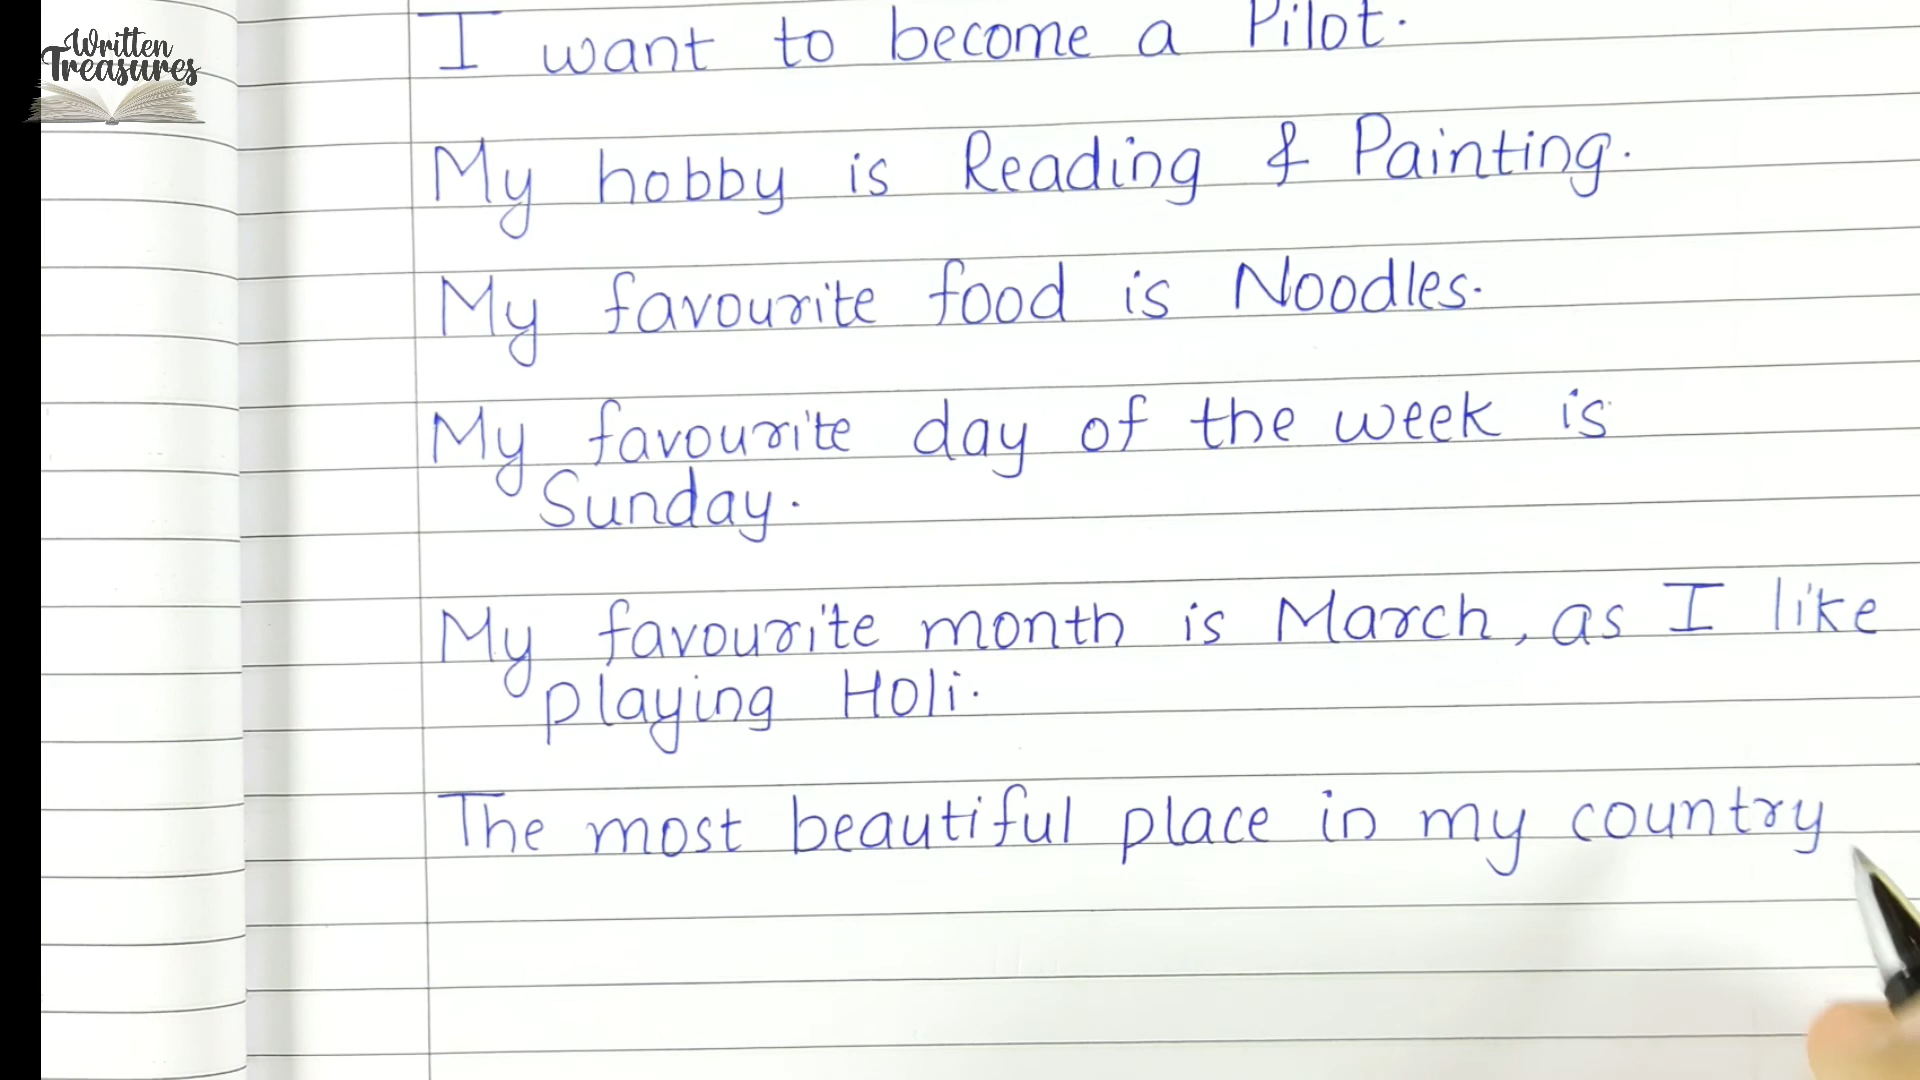 Written
Treasures
I want to become a Pilot.
My hobby is Reading & Painting.
My favourite food is Noodles.
My favourite day of the week is
Sunday.
My favourite month is March, as I like
playing Holi.
The most beautiful place in my country